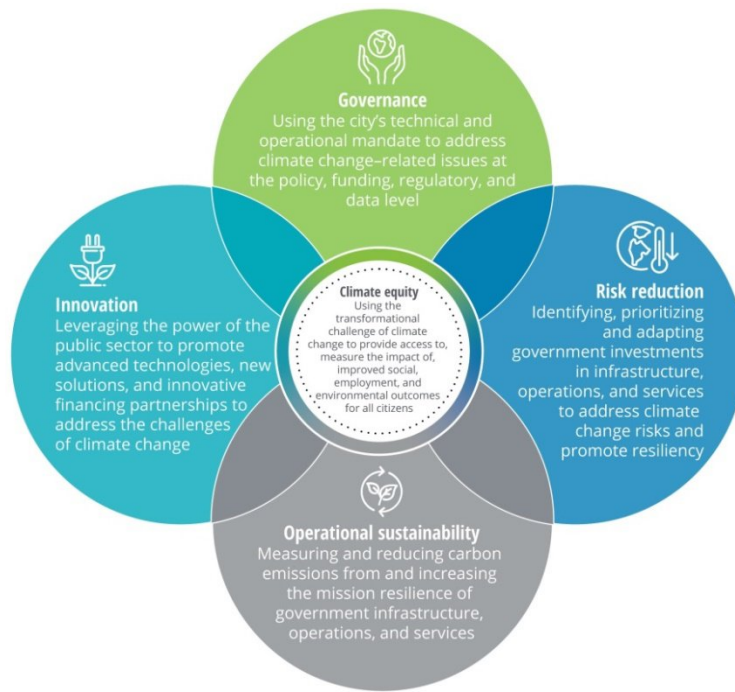 Governance
Using the city's technical and
operational mandate to address
climate change–related issues at
the policy, funding, regulatory, and
data level
Innovation
Leveraging the power of the
public sector to promote
advanced technologies, new
solutions, and innovative
financing partnerships to
address the challenges
of climate change
Climate equity
Using the
transformational
challenge of climate
change to provide access to,
measure the impact of,
improved social,
employment, and
environmental outcomes
for all citizens
Risk reduction
Identifying, prioritizing
and adapting
government investments
in infrastructure,
operations, and services
to address climate
change risks and
promote resiliency
Operational sustainability
Measuring and reducing carbon
emissions from and increasing
the mission resilience of
government infrastructure,
operations, and services